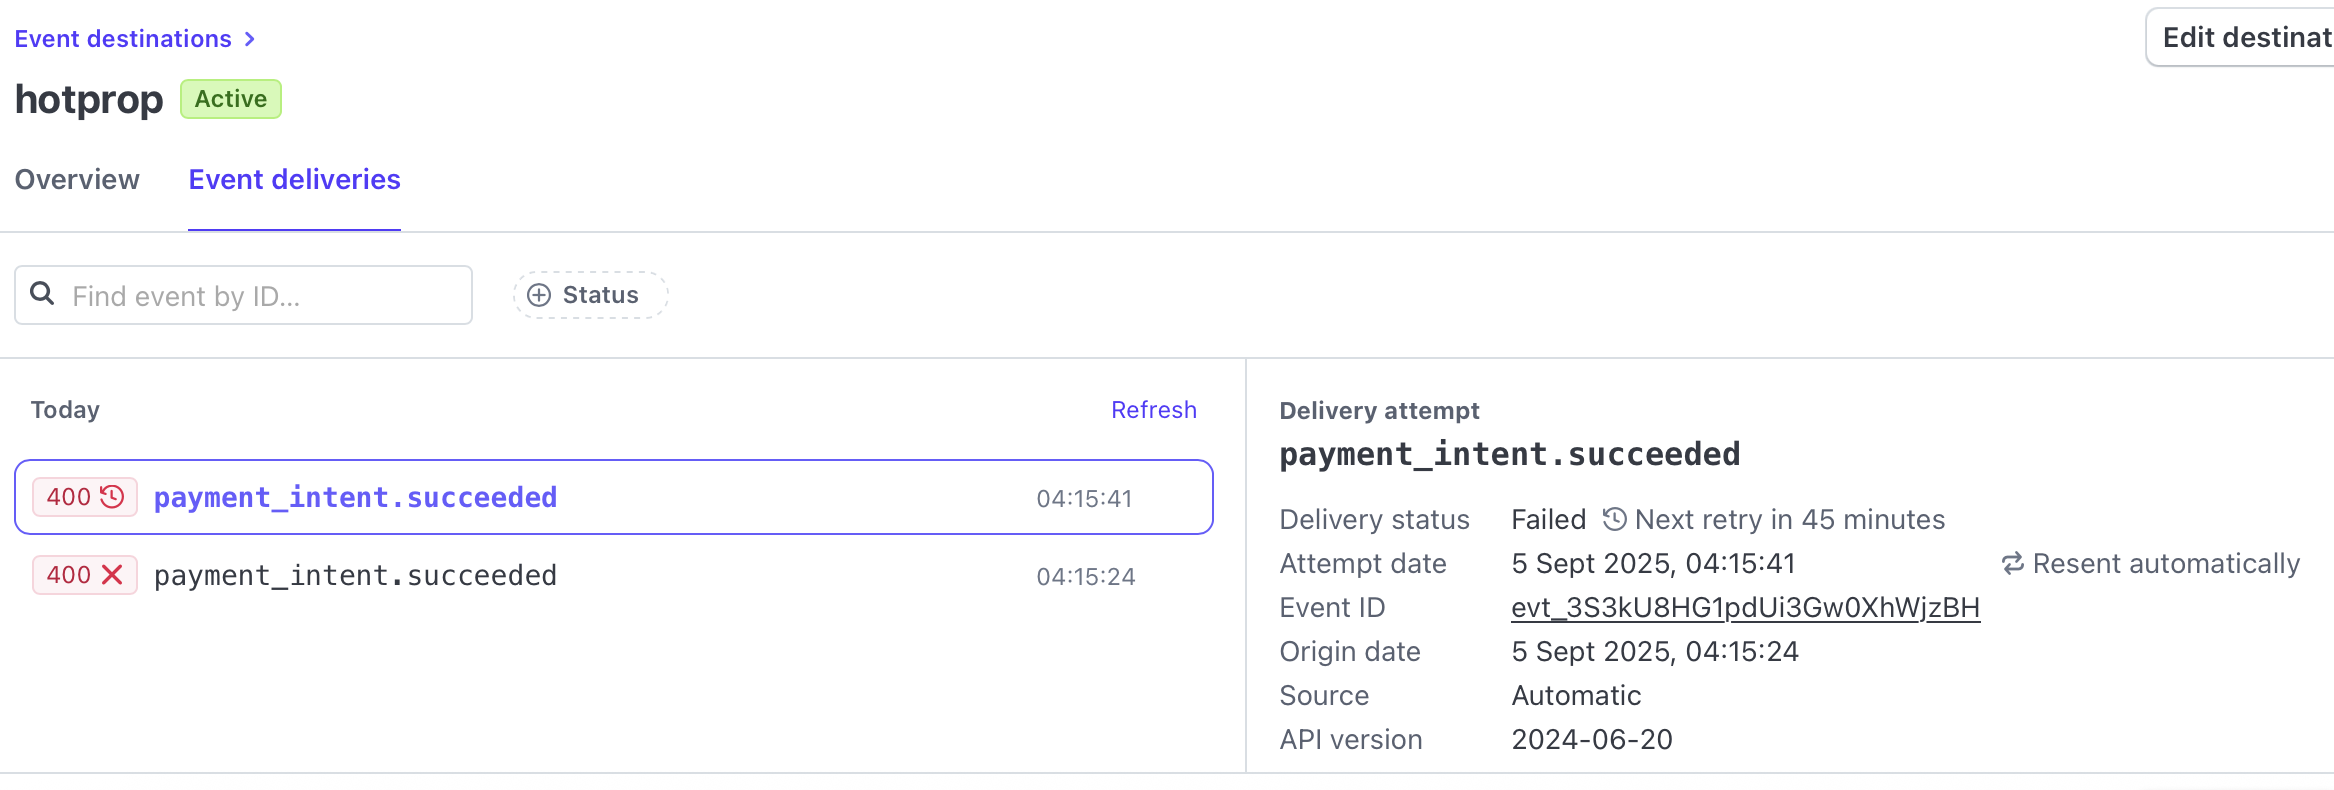 Event destinations
Edit destinat
hotprop Active
Overview Event deliveries
Find event by ID...
Status
Today Refresh
400 payment_intent.succeeded 04:15:41
400 payment_intent.succeeded 04:15:24
Delivery attempt
payment_intent.succeeded
Delivery status Failed Next retry in 45 minutes
Attempt date 5 Sept 2025, 04:15:41 Resent automatically
Event ID evt_3S3kU8HG1pdUi3Gw0XhWjzBH
Origin date 5 Sept 2025, 04:15:24
Source Automatic
API version 2024-06-20